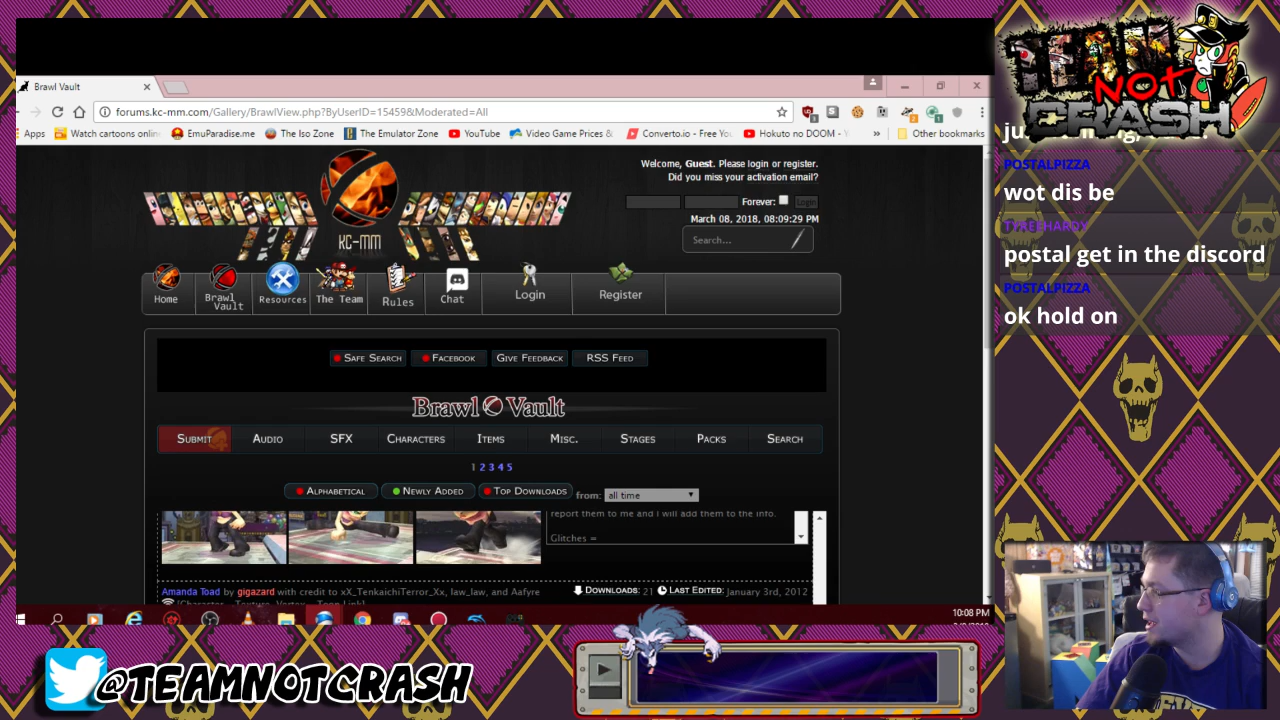 Brawl Vault
forums.kc-mm.com/Gallery/BrawlView.php?ByUserID=15459&Moderated=All
Apps Watch cartoons onlin EmuParadise.me The Iso Zone The Emulator Zone YouTube Video Game Prices & Converto.io - Free You Hokuto no DOOM - Y » Other bookmarks
Welcome, Guest. Please login or register.
Did you miss your activation email?
Forever: Login
March 08, 2018, 08:09:29 PM
Search...
KC-MM
Home Brawl Vault Resources The Team Rules Chat Login Register
Safe Search Facebook Give Feedback RSS Feed
Brawl Vault
Submit Audio SFX Characters Items Misc. Stages Packs Search
1 2 3 4 5
Alphabetical Newly Added Top Downloads from: all time
report them to me and I will add them to the info.
Glitches =
Amanda Toad by gigazard with credit to xX_TenkaichiTerror_Xx, law_law, and Aafyre
Downloads: 21 Last Edited: January 3rd, 2012
10:08 PM
TEAM NOT CRASH
POSTALPIZZA
wot dis be
TYREEHARDY
postal get in the discord
POSTALPIZZA
ok hold on
@TEAMNOTCRASH